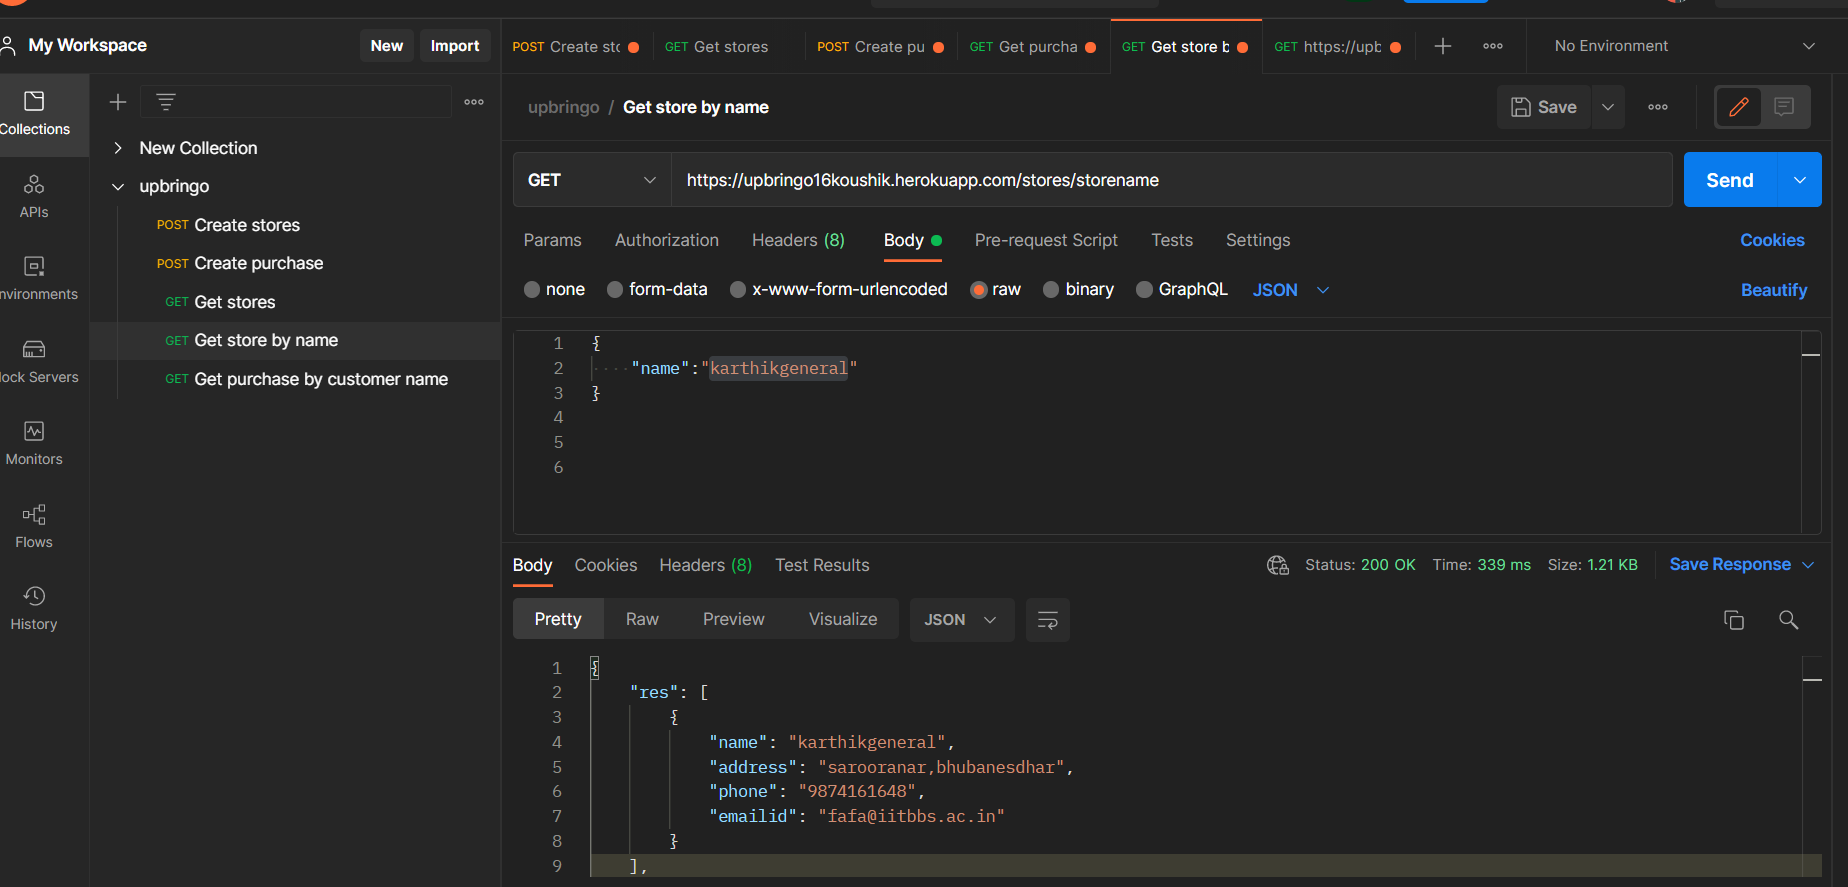 My Workspace
New
Import
POST Create sto
GET Get stores
POST Create pu
GET Get purcha
GET Get store b
GET https://upb
No Environment
Collections
APIs
nvironments
lock Servers
Monitors
Flows
History
New Collection
upbringo
POST Create stores
POST Create purchase
GET Get stores
GET Get store by name
GET Get purchase by customer name
upbringo / Get store by name
Save
GET
https://upbringo16koushik.herokuapp.com/stores/storename
Send
Params
Authorization
Headers (8)
Body
Pre-request Script
Tests
Settings
Cookies
none
form-data
x-www-form-urlencoded
raw
binary
GraphQL
JSON
Beautify
1 {
2 ····"name":"karthikgeneral"
3 }
4
5
6
Body
Cookies
Headers (8)
Test Results
Status: 200 OK
Time: 339 ms
Size: 1.21 KB
Save Response
Pretty
Raw
Preview
Visualize
JSON
1 {
2 "res": [
3 {
4 "name": "karthikgeneral",
5 "address": "sarooranar,bhubanesdhar",
6 "phone": "9874161648",
7 "emailid": "fafa@iitbbs.ac.in"
8 }
9 ],